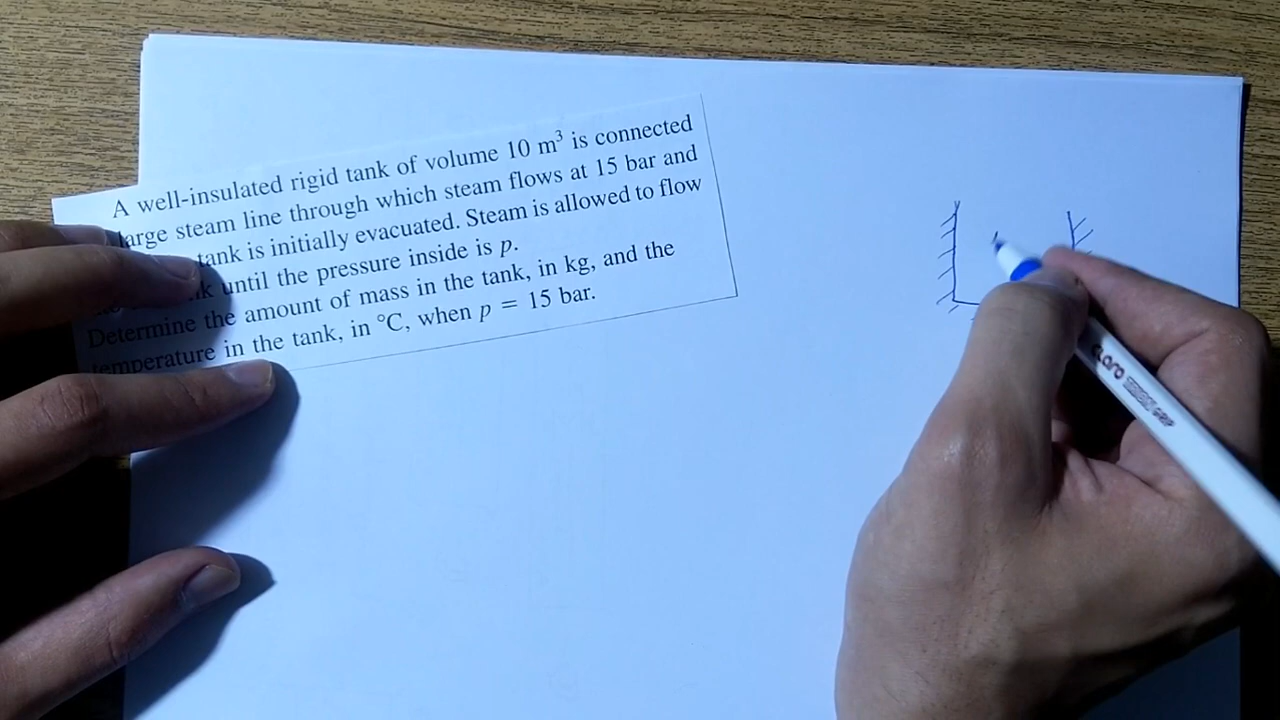 A well-insulated rigid tank of volume 10 m³ is connected
large steam line through which steam flows at 15 bar and
tank is initially evacuated. Steam is allowed to flow
until the pressure inside is p.
Determine the amount of mass in the tank, in kg, and the
temperature in the tank, in °C, when p = 15 bar.
CLARO